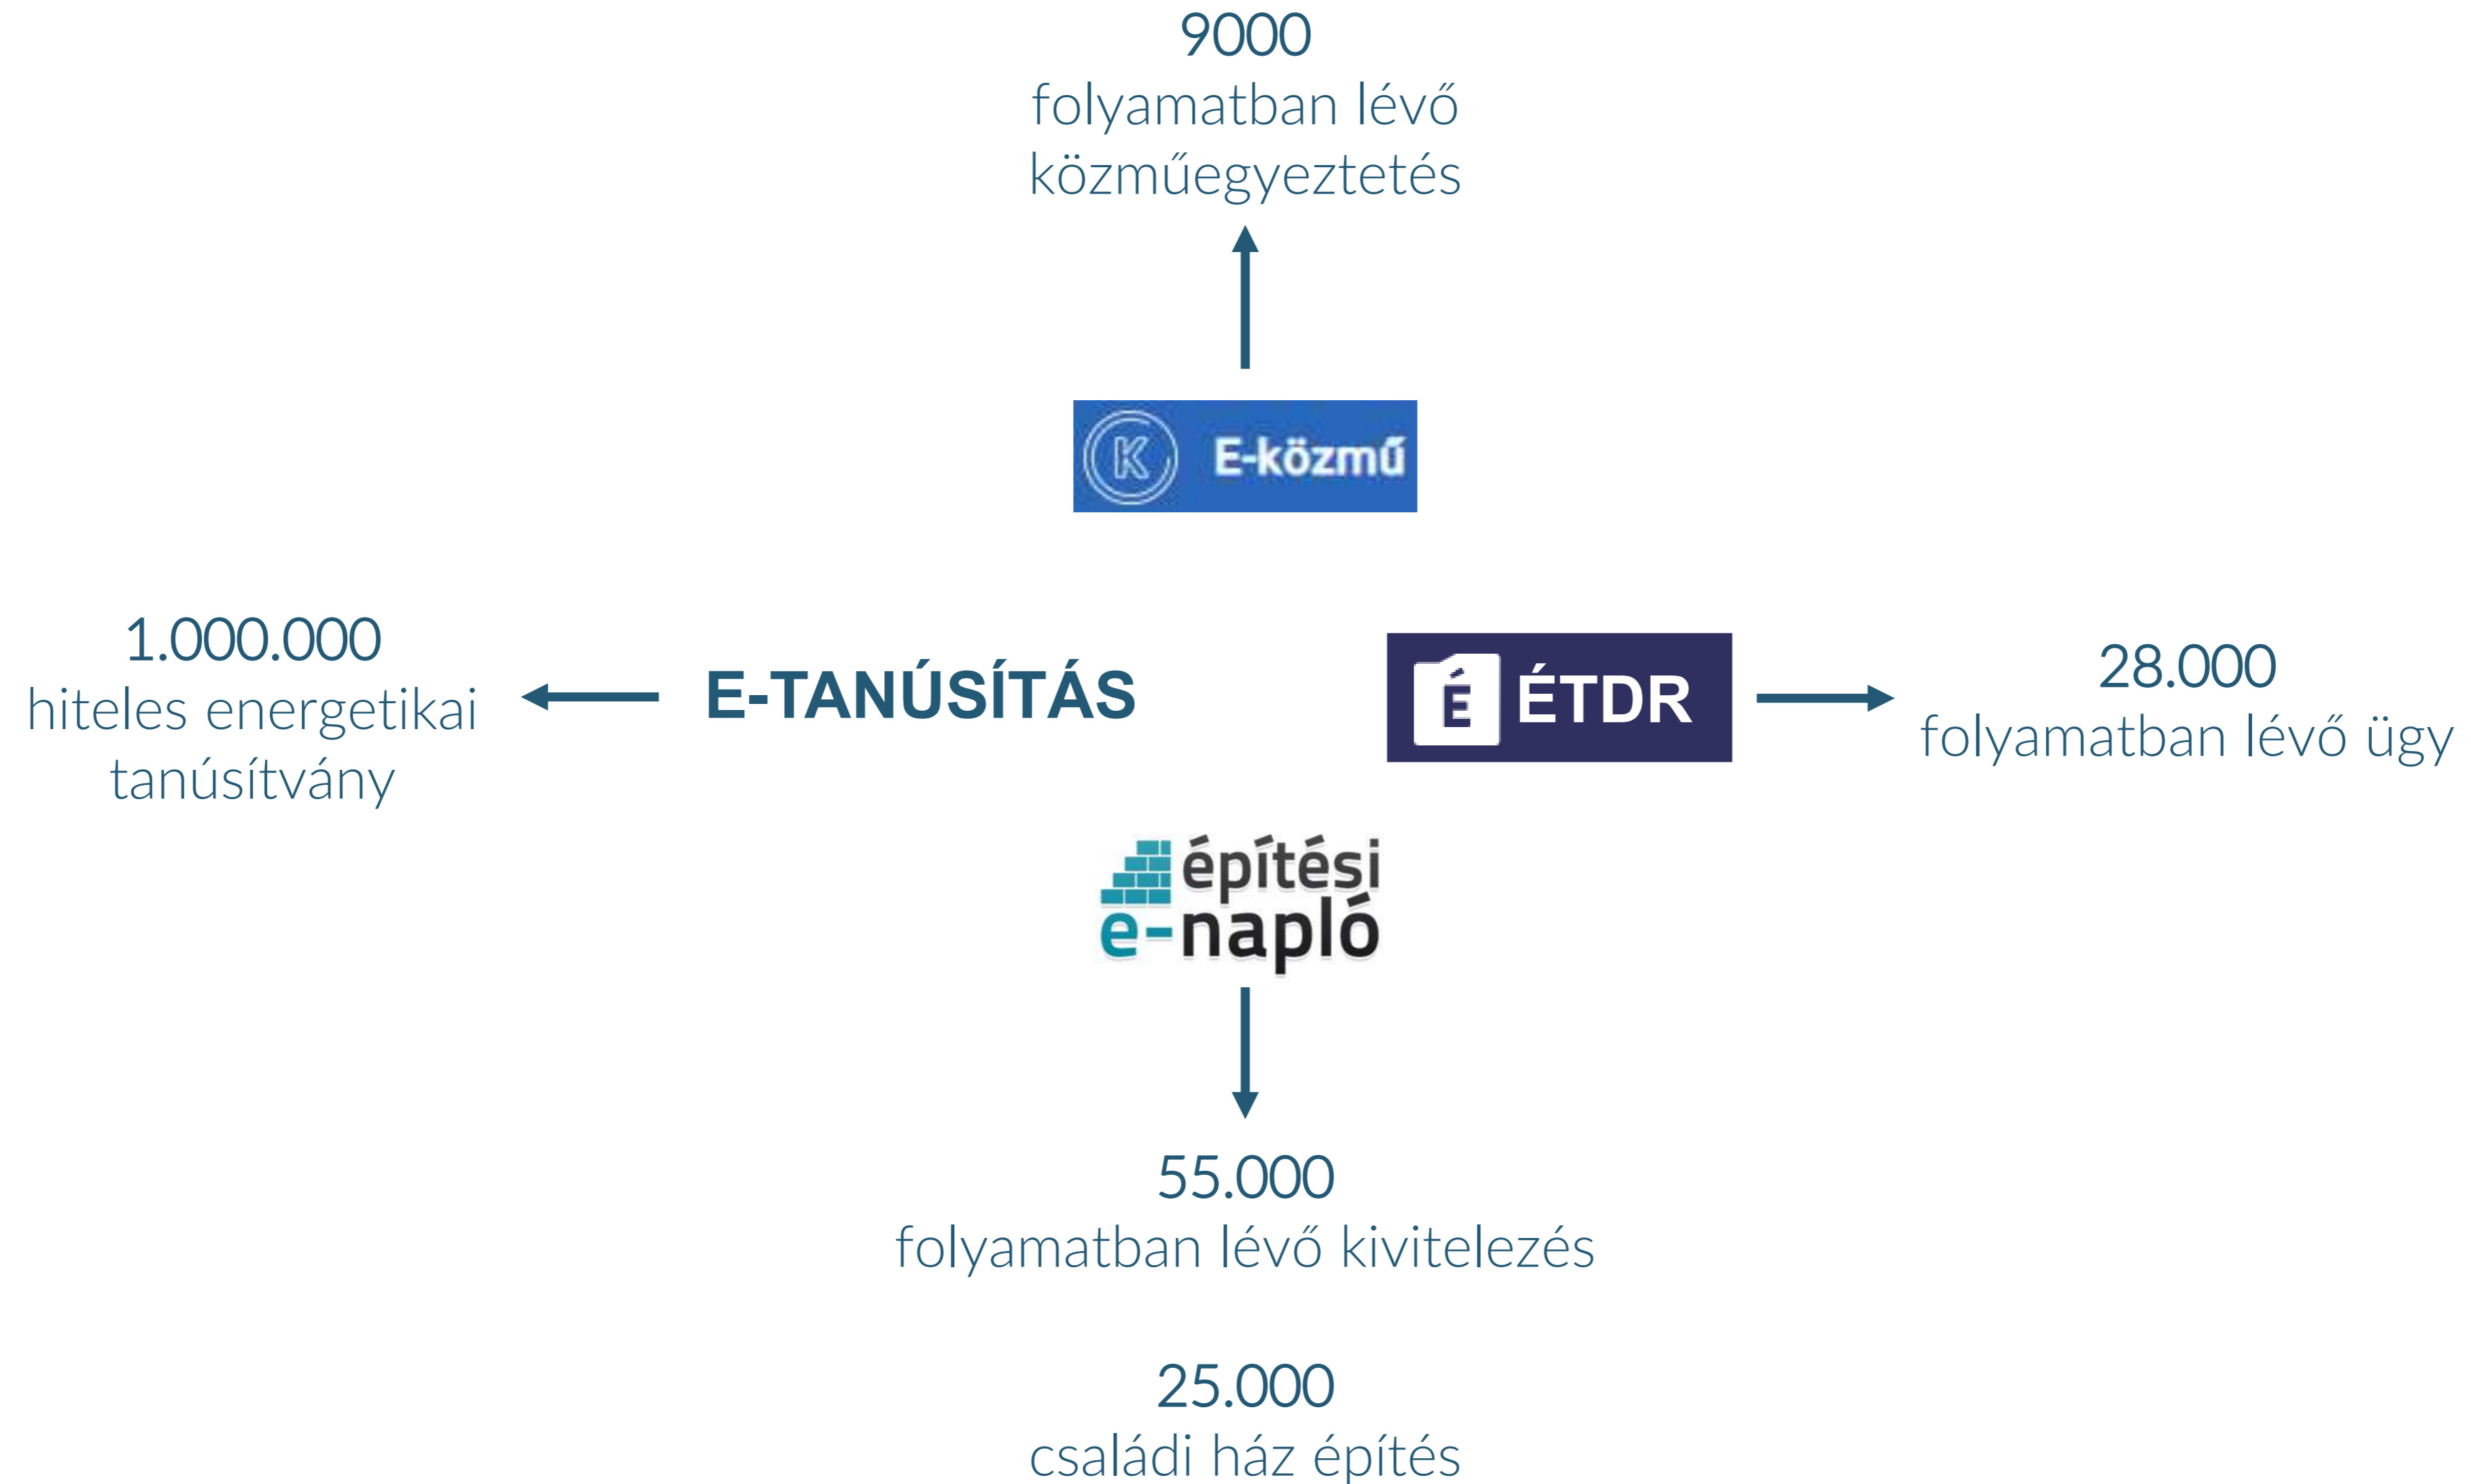 9000
folyamatban lévő
közműegyeztetés
K
E-közmű
1.000.000
hiteles energetikai
tanúsítvány
E-TANÚSÍTÁS
É
ÉTDR
28.000
folyamatban lévő ügy
építési
e-napló
55.000
folyamatban lévő kivitelezés
25.000
családi ház építés